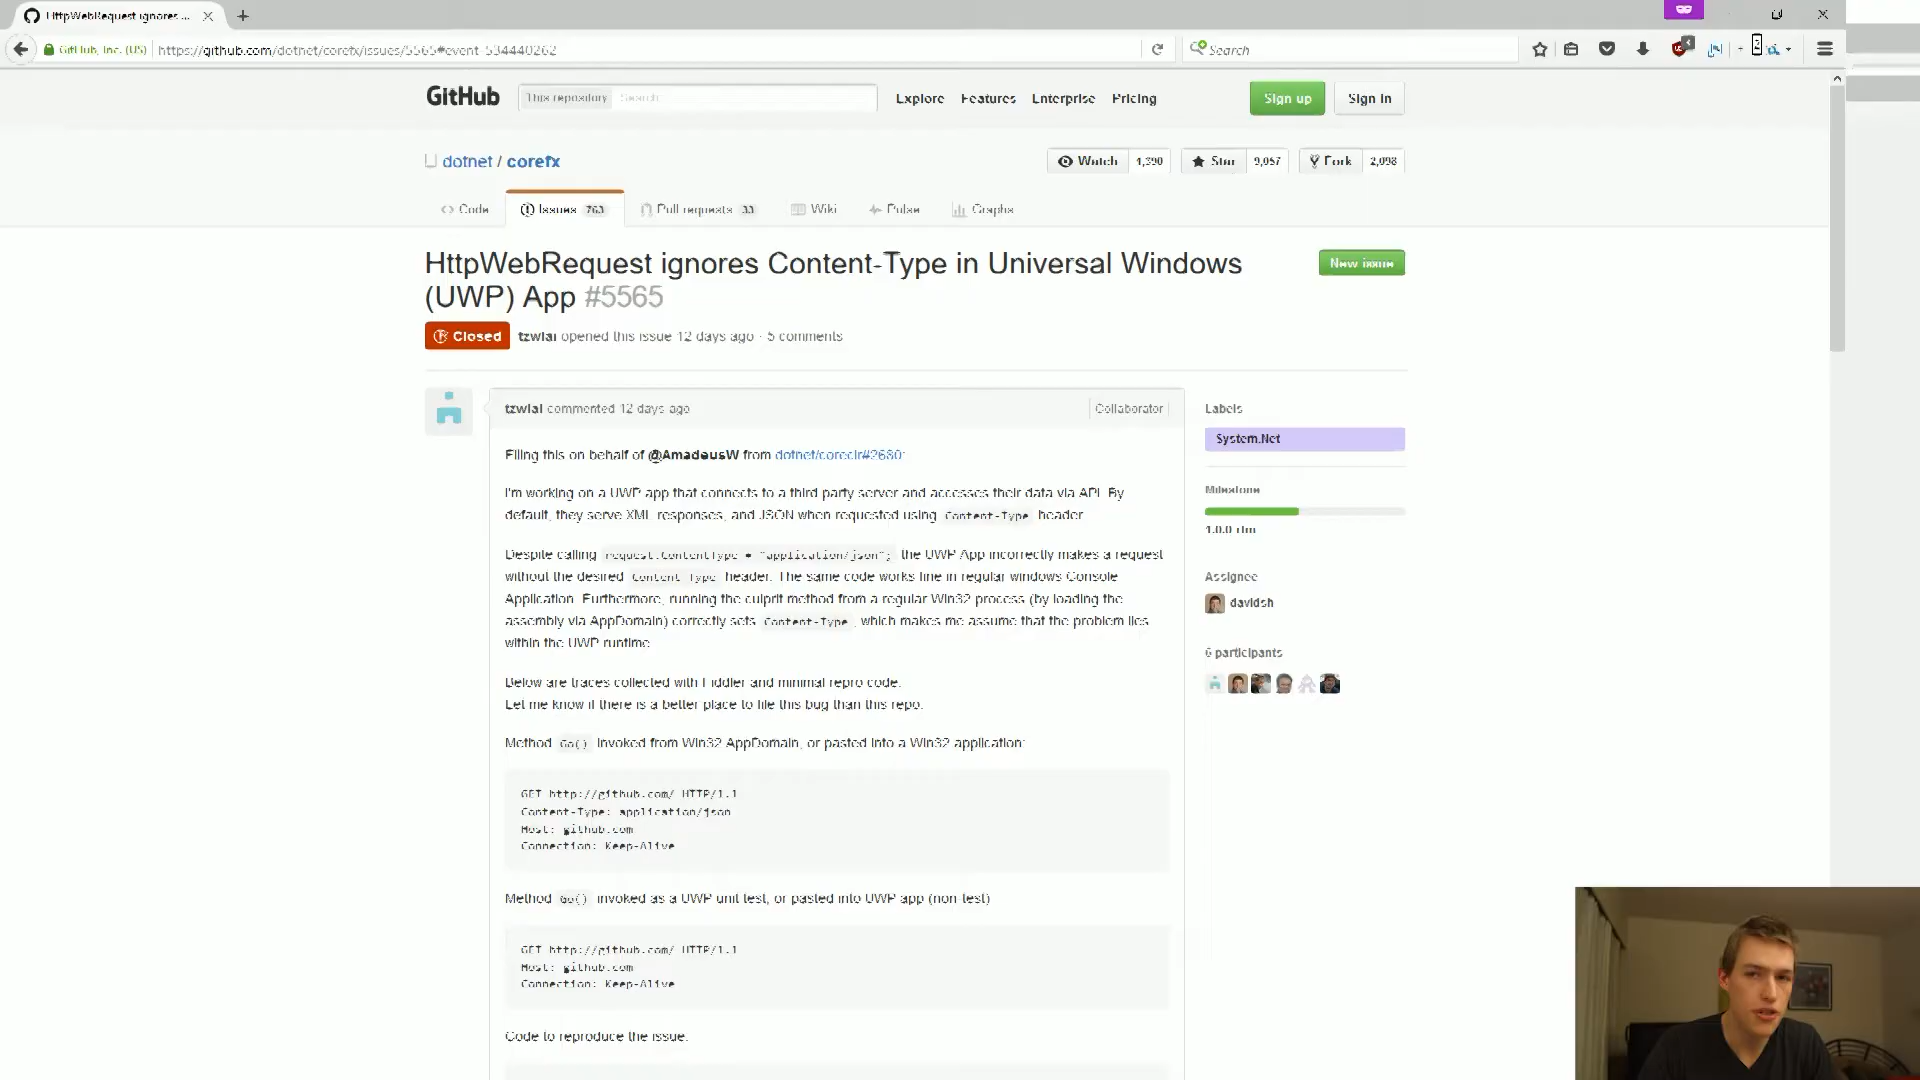 HttpWebRequest ignores ...
GitHub, Inc. (US)
https://github.com/dotnet/corefx/issues/5565#event-534440262
Search
GitHub
This repository Search
Explore Features Enterprise Pricing
Sign up Sign in
dotnet / corefx
Watch 1,390 Star 9,057 Fork 2,098
Code Issues 763 Pull requests 33 Wiki Pulse Graphs
HttpWebRequest ignores Content-Type in Universal Windows
(UWP) App #5565
New issue
Closed tzwlai opened this issue 12 days ago · 5 comments
tzwlai commented 12 days ago
Collaborator
Filing this on behalf of @AmadeusW from dotnet/coreclr#2680:
I'm working on a UWP app that connects to a third party server and accesses their data via API. By
default, they serve XML responses, and JSON when requested using Content-Type header
Despite calling request.ContentType = "application/json"; the UWP App incorrectly makes a request
without the desired Content-Type header. The same code works fine in regular windows Console
Application. Furthermore, running the culprit method from a regular Win32 process (by loading the
assembly via AppDomain) correctly sets Content-Type, which makes me assume that the problem lies
within the UWP runtime.
Below are traces collected with Fiddler and minimal repro code.
Let me know if there is a better place to file this bug than this repo.
Method Go() invoked from Win32 AppDomain, or pasted into a Win32 application:
GET http://github.com/ HTTP/1.1
Content-Type: application/json
Host: github.com
Connection: Keep-Alive
Method Go() invoked as a UWP unit test, or pasted into UWP app (non-test)
GET http://github.com/ HTTP/1.1
Host: github.com
Connection: Keep-Alive
Code to reproduce the issue.
Labels
System.Net
Milestone
1.0.0-rtm
Assignee
davidsh
6 participants